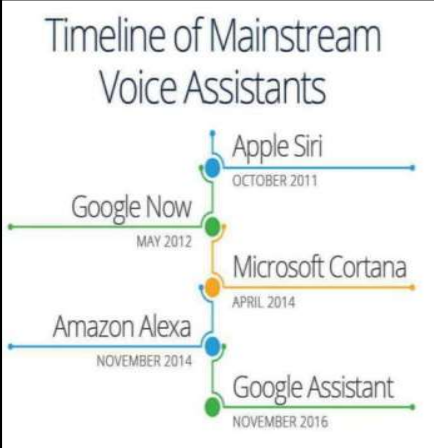 Timeline of Mainstream
Voice Assistants
Apple Siri
OCTOBER 2011
Google Now
MAY 2012
Microsoft Cortana
APRIL 2014
Amazon Alexa
NOVEMBER 2014
Google Assistant
NOVEMBER 2016